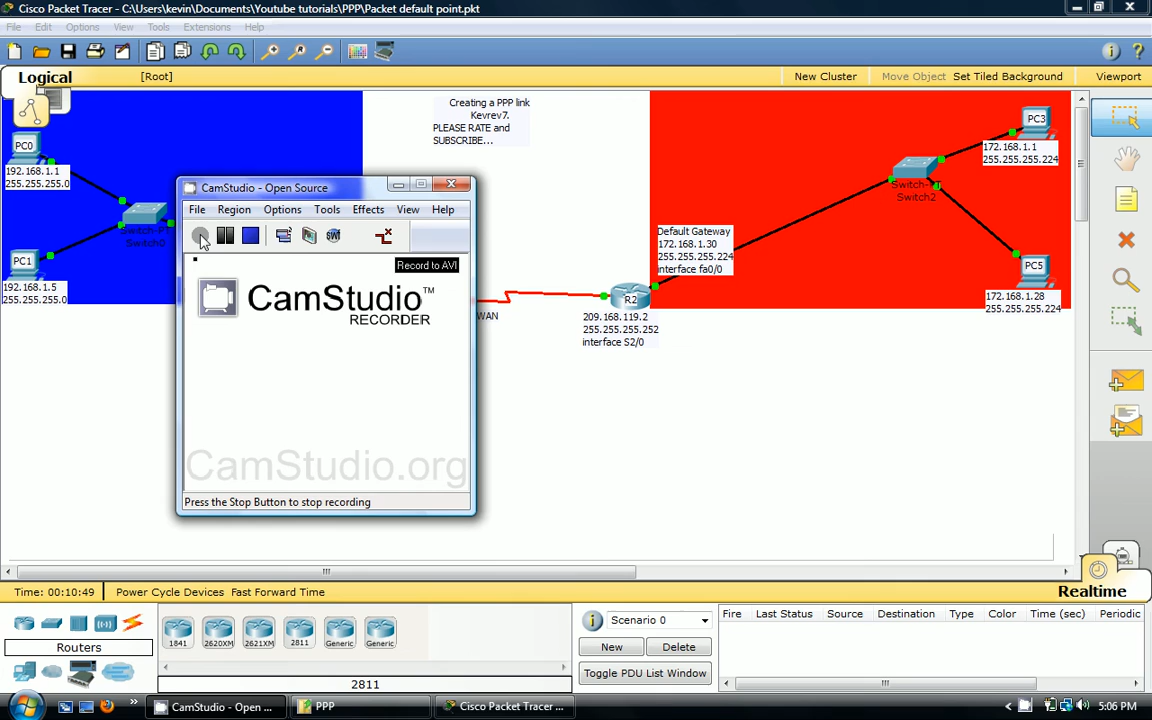 Cisco Packet Tracer - C:\Users\kevin\Documents\Youtube tutorials\PPP\Packet default point.pkt
File Edit Options View Tools Extensions Help
Logical [Root] New Cluster Move Object Set Tiled Background Viewport
PC0
192.168.1.1
255.255.255.0
PC1
192.168.1.5
255.255.255.0
Switch-PT
Switch0
Creating a PPP link
Kevrev7.
PLEASE RATE and
SUBSCRIBE...
CamStudio - Open Source
File Region Options Tools Effects View Help
Record to AVI
CamStudio™
RECORDER
CamStudio.org
Press the Stop Button to stop recording
WAN
R2
209.168.119.2
255.255.255.252
interface S2/0
Default Gateway
172.168.1.30
255.255.255.224
interface fa0/0
Switch-PT
Switch2
PC3
172.168.1.1
255.255.255.224
PC5
172.168.1.28
255.255.255.224
Realtime
Time: 00:10:49 Power Cycle Devices Fast Forward Time
Routers
1841 2620XM 2621XM 2811 Generic Generic
2811
Scenario 0
New Delete
Toggle PDU List Window
Fire Last Status Source Destination Type Color Time (sec) Periodic
CamStudio - Open ... PPP Cisco Packet Tracer ... 5:06 PM